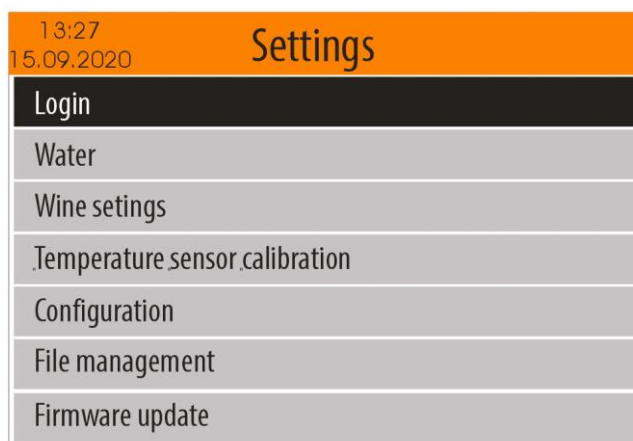 13:27
Settings
15.09.2020
Login
Water
Wine setings
Temperature sensor calibration
Configuration
File management
Firmware update